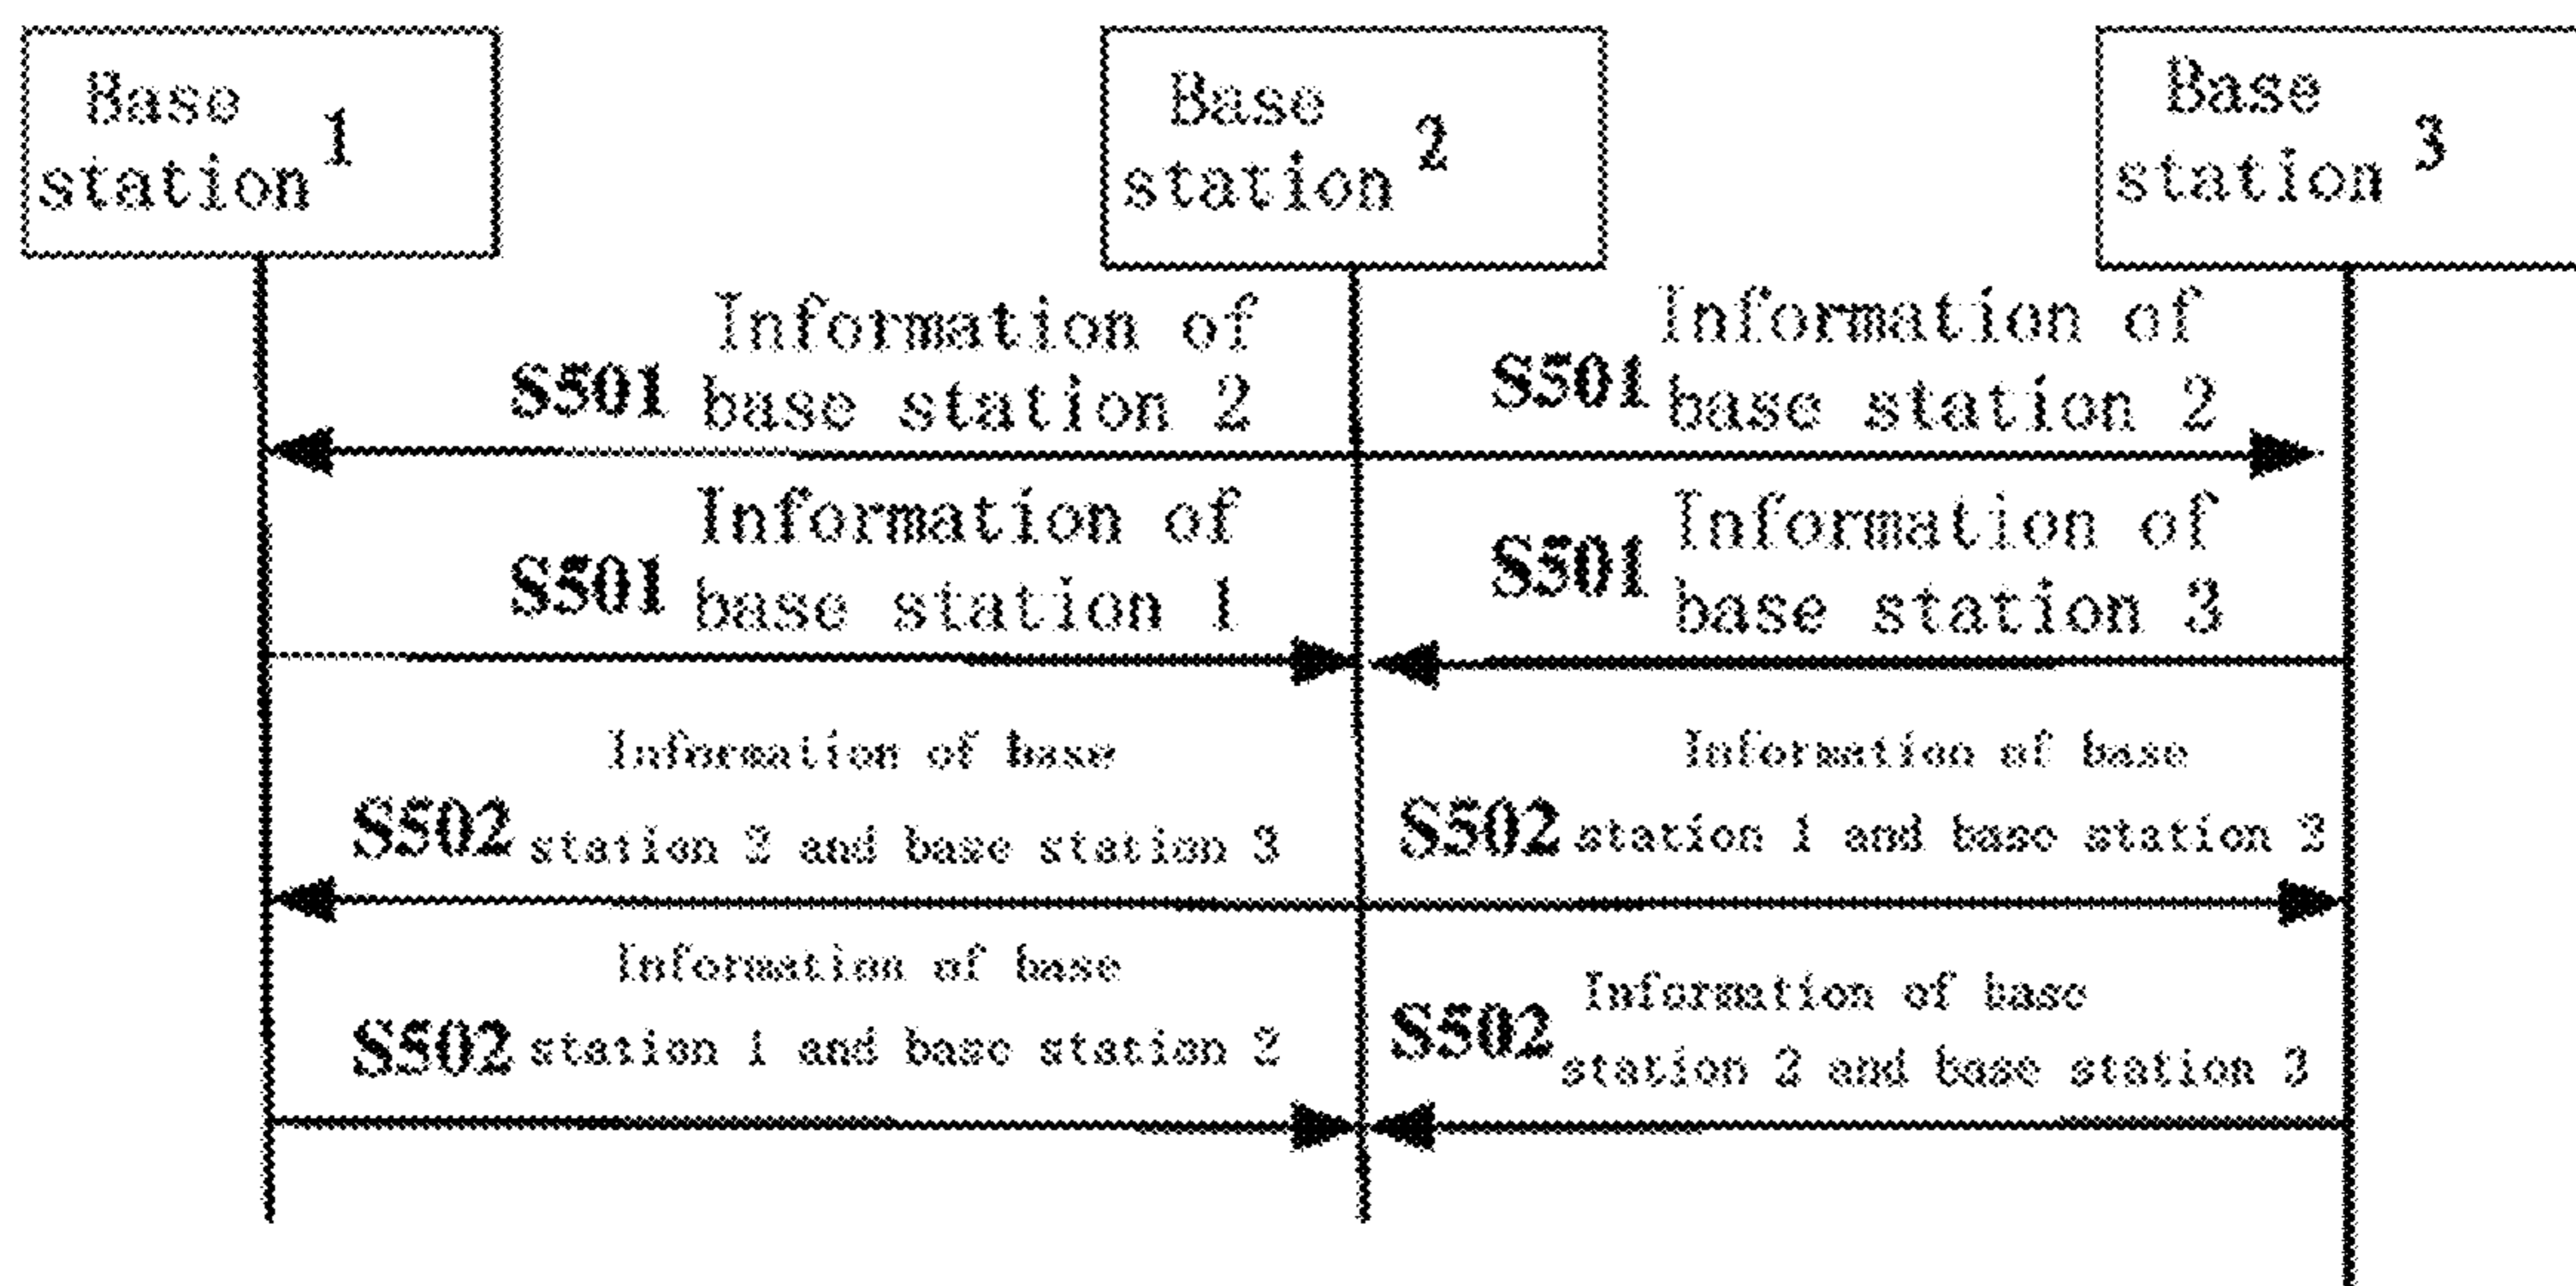 Base
station 1
Base
station 2
Base
station 3
Information of
S501 base station 2
Information of
S501 base station 2
Information of
S501 base station 1
Information of
S501 base station 3
Information of base
S502 station 2 and base station 3
Information of base
S502 station 1 and base station 2
Information of base
S502 station 1 and base station 2
Information of base
S502 station 2 and base station 3